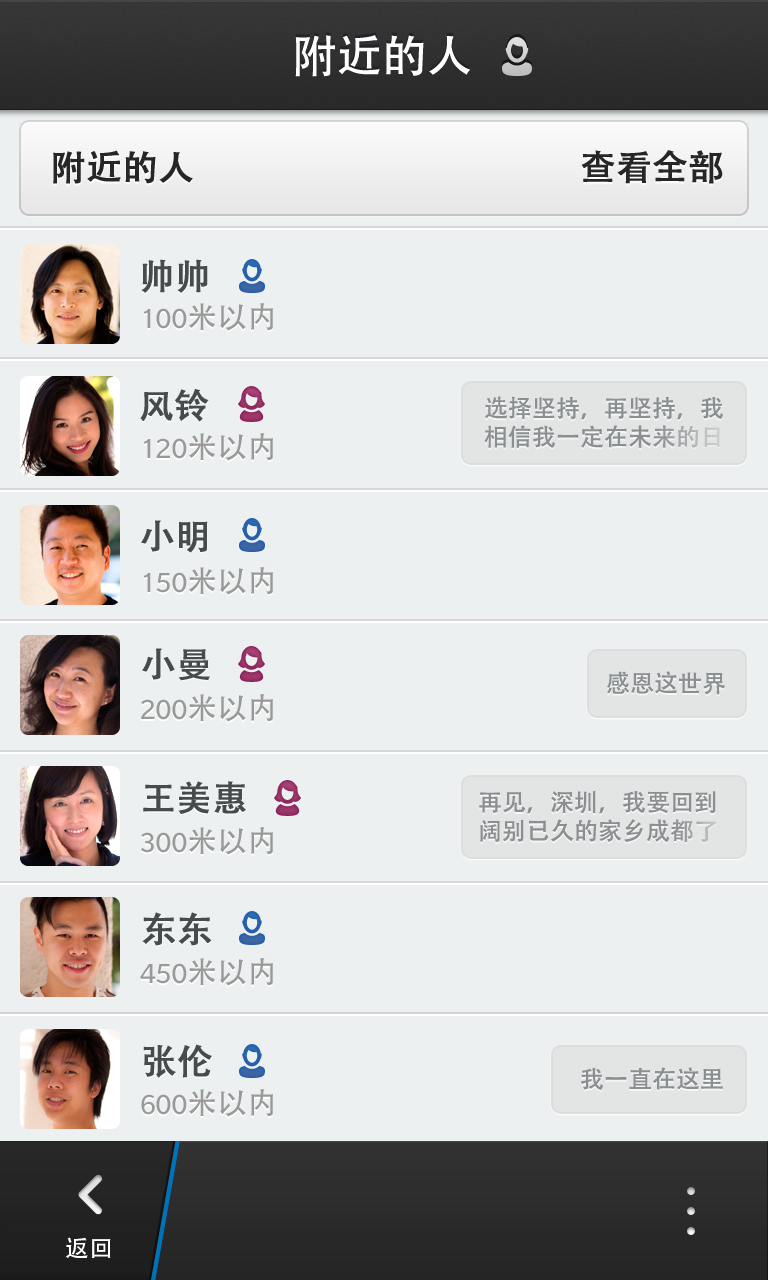 附近的人
附近的人 查看全部
帅帅
100米以内
风铃
120米以内
选择坚持，再坚持，我
相信我一定在未来的日
小明
150米以内
小曼
200米以内
感恩这世界
王美惠
300米以内
再见，深圳，我要回到
阔别已久的家乡成都了
东东
450米以内
张伦
600米以内
我一直在这里
返回